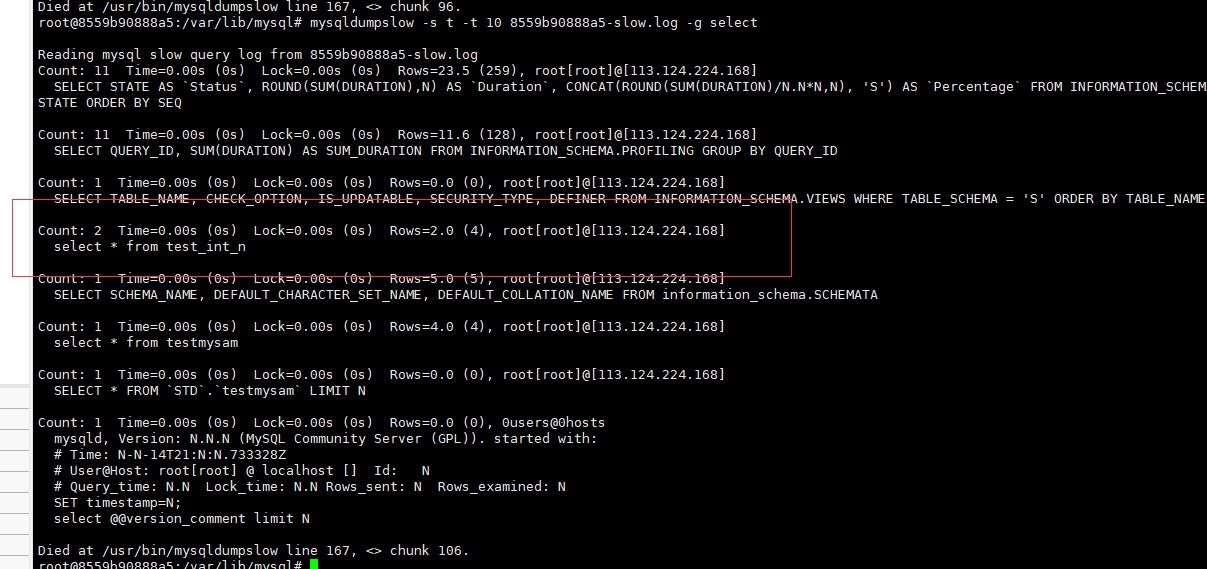 Died at /usr/bin/mysqldumpslow line 167, <> chunk 96.
root@8559b90888a5:/var/lib/mysql# mysqldumpslow -s t -t 10 8559b90888a5-slow.log -g select
Reading mysql slow query log from 8559b90888a5-slow.log
Count: 11  Time=0.00s (0s)  Lock=0.00s (0s)  Rows=23.5 (259), root[root]@[113.124.224.168]
  SELECT STATE AS `Status`, ROUND(SUM(DURATION),N) AS `Duration`, CONCAT(ROUND(SUM(DURATION)/N.N*N,N), 'S') AS `Percentage` FROM INFORMATION_SCHEM
STATE ORDER BY SEQ
Count: 11  Time=0.00s (0s)  Lock=0.00s (0s)  Rows=11.6 (128), root[root]@[113.124.224.168]
  SELECT QUERY_ID, SUM(DURATION) AS SUM_DURATION FROM INFORMATION_SCHEMA.PROFILING GROUP BY QUERY_ID
Count: 1  Time=0.00s (0s)  Lock=0.00s (0s)  Rows=0.0 (0), root[root]@[113.124.224.168]
  SELECT TABLE_NAME, CHECK_OPTION, IS_UPDATABLE, SECURITY_TYPE, DEFINER FROM INFORMATION_SCHEMA.VIEWS WHERE TABLE_SCHEMA = 'S' ORDER BY TABLE_NAME
Count: 2  Time=0.00s (0s)  Lock=0.00s (0s)  Rows=2.0 (4), root[root]@[113.124.224.168]
  select * from test_int_n
Count: 1  Time=0.00s (0s)  Lock=0.00s (0s)  Rows=5.0 (5), root[root]@[113.124.224.168]
  SELECT SCHEMA_NAME, DEFAULT_CHARACTER_SET_NAME, DEFAULT_COLLATION_NAME FROM information_schema.SCHEMATA
Count: 1  Time=0.00s (0s)  Lock=0.00s (0s)  Rows=4.0 (4), root[root]@[113.124.224.168]
  select * from testmysam
Count: 1  Time=0.00s (0s)  Lock=0.00s (0s)  Rows=0.0 (0), root[root]@[113.124.224.168]
  SELECT * FROM `STD`.`testmysam` LIMIT N
Count: 1  Time=0.00s (0s)  Lock=0.00s (0s)  Rows=0.0 (0), 0users@0hosts
  mysqld, Version: N.N.N (MySQL Community Server (GPL)). started with:
  # Time: N-N-14T21:N:N.733328Z
  # User@Host: root[root] @ localhost []  Id:   N
  # Query_time: N.N  Lock_time: N.N Rows_sent: N  Rows_examined: N
  SET timestamp=N;
  select @@version_comment limit N
Died at /usr/bin/mysqldumpslow line 167, <> chunk 106.
root@8559b90888a5:/var/lib/mysql#